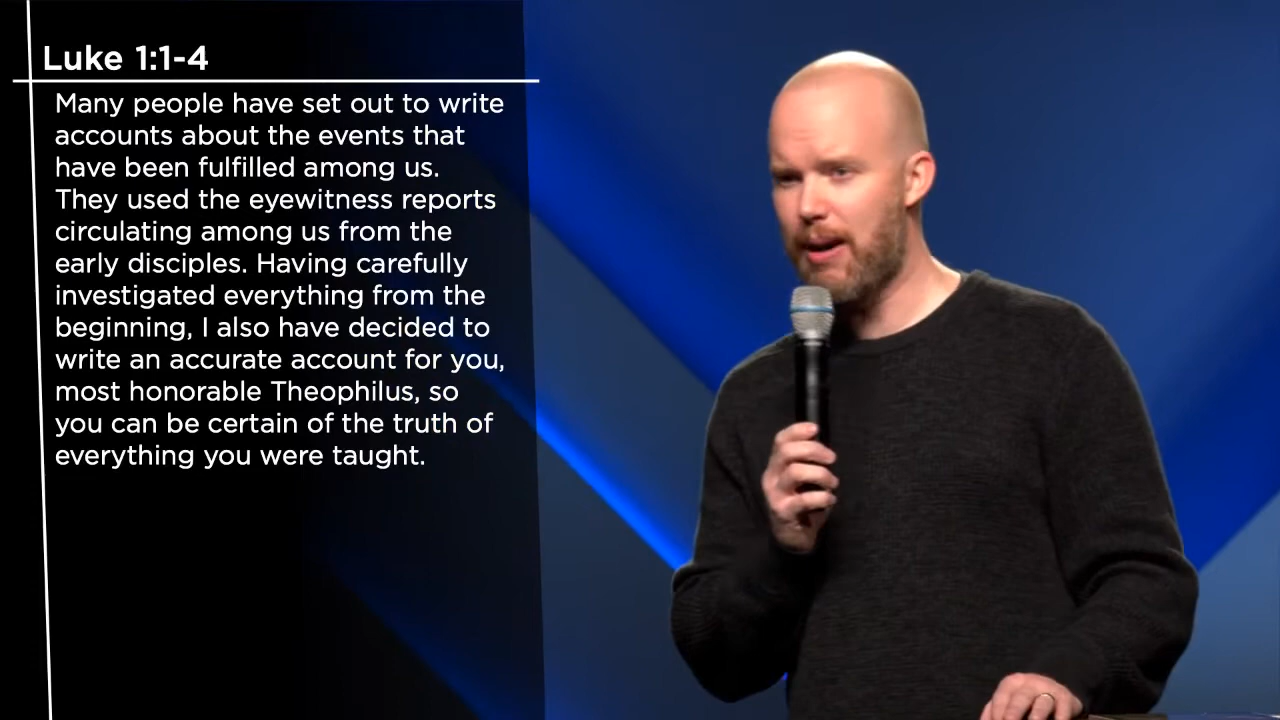 Luke 1:1-4
Many people have set out to write
accounts about the events that
have been fulfilled among us.
They used the eyewitness reports
circulating among us from the
early disciples. Having carefully
investigated everything from the
beginning, I also have decided to
write an accurate account for you,
most honorable Theophilus, so
you can be certain of the truth of
everything you were taught.